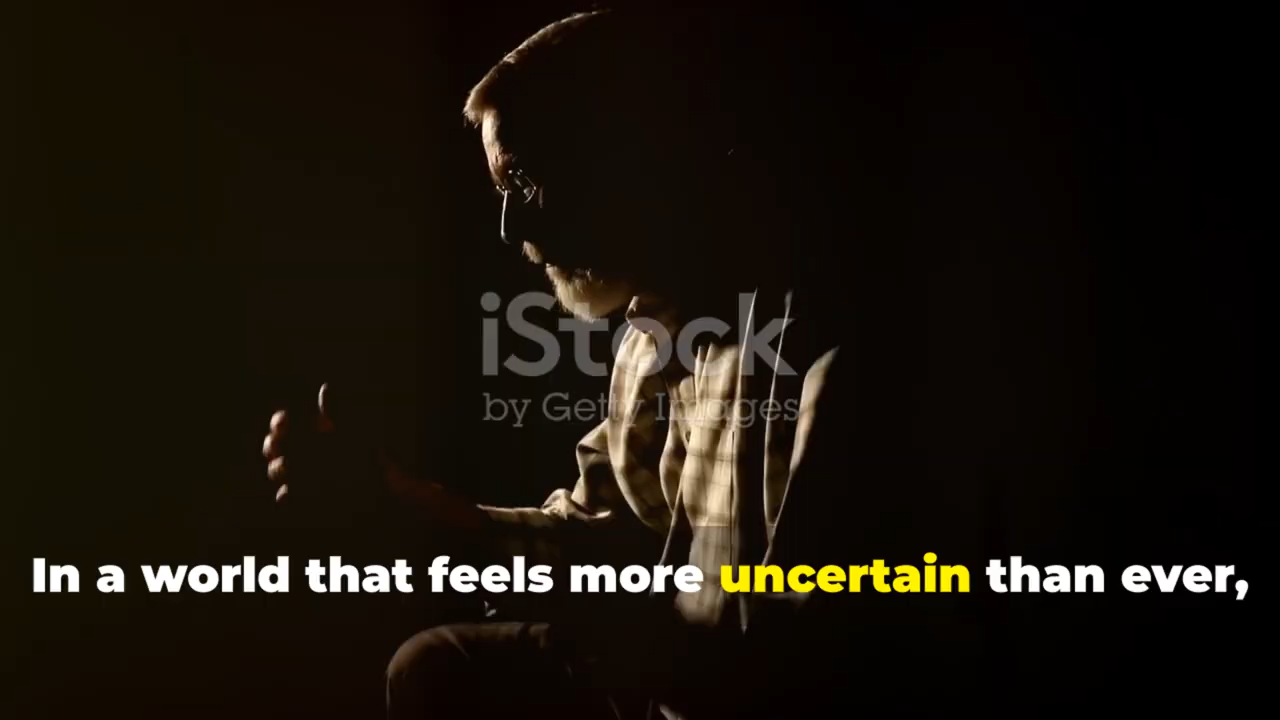 iStock
by Getty Images
In a world that feels more uncertain than ever,